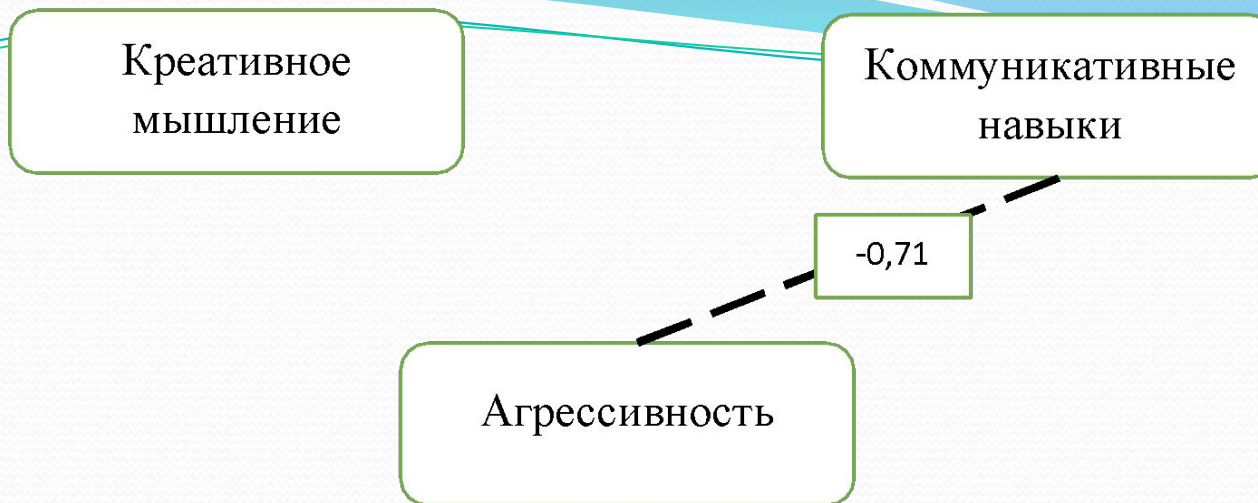 Креативное
мышление
Коммуникативные
навыки
-0,71
Агрессивность